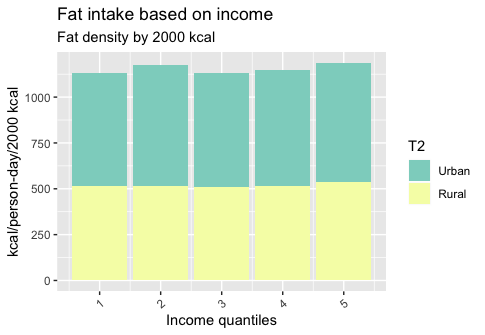 Fat intake based on income
Fat density by 2000 kcal
kcal/person-day/2000 kcal
1000
750
500
250
0
1
2
3
4
5
Income quantiles
T2
Urban
Rural